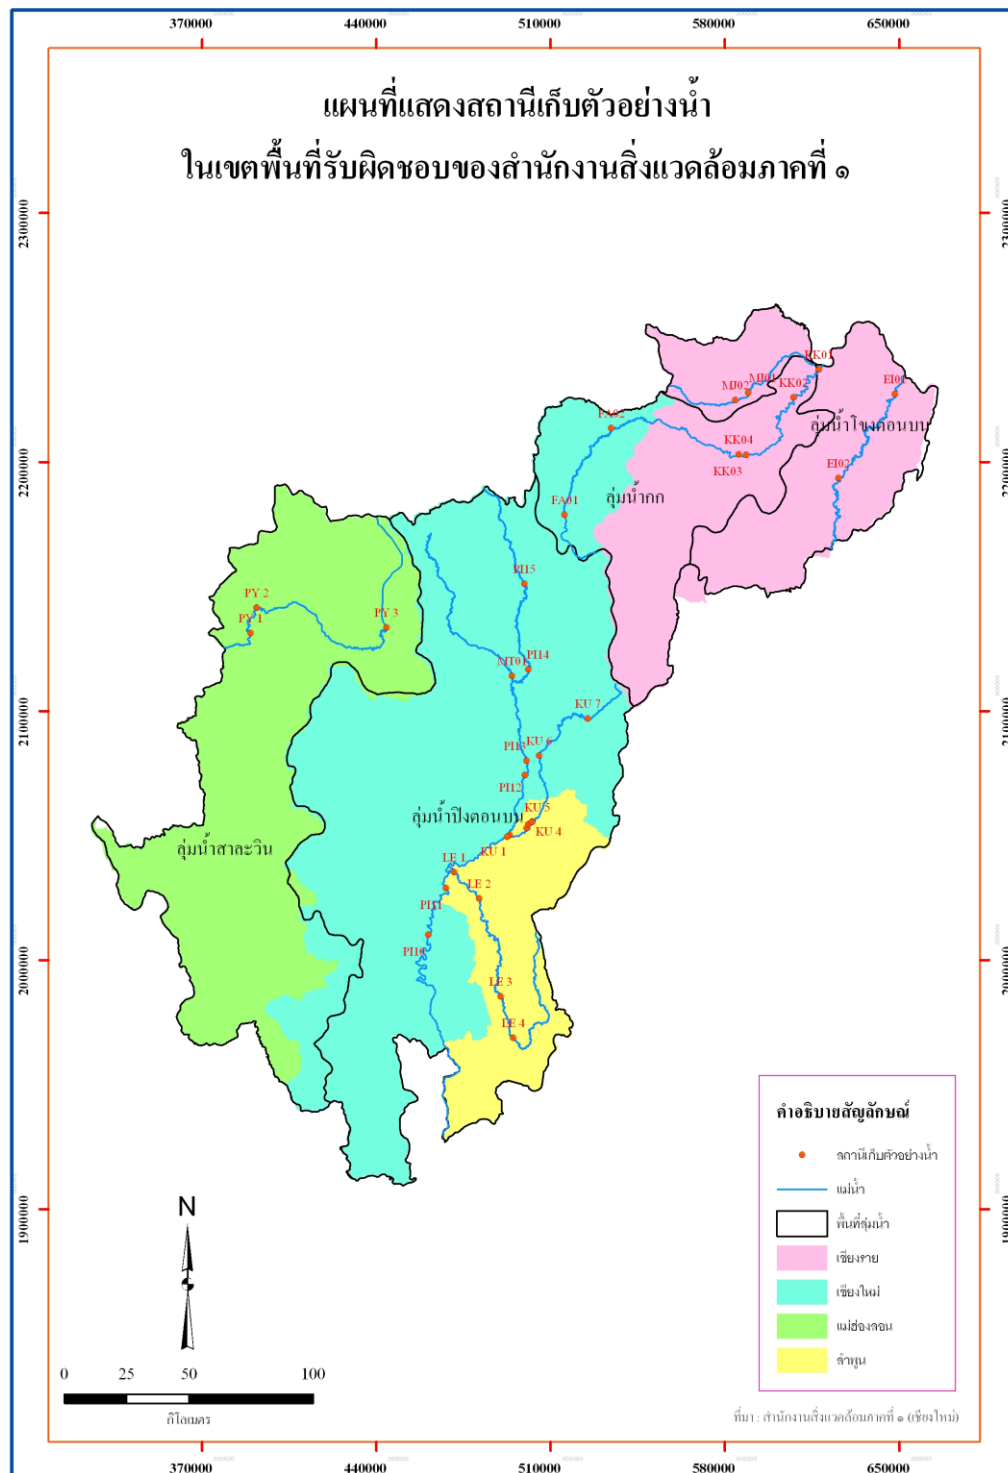 370000 440000 510000 580000 650000
แผนที่แสดงสถานีเก็บตัวอย่างน้ำ
ในเขตพื้นที่รับผิดชอบของสำนักงานสิ่งแวดล้อมภาคที่ ๑
2300000 2300000
KK01
MJ02 MJ01 KK02 EI01
FA02 ลุ่มน้ำโขงตอนบน
KK04
2200000 2200000
KK03 EI02
FA01 ลุ่มน้ำกก
PI15
PY 2
PY 1 PY 3
MT01 PI14
2100000 2100000
KU 7
KU 6
PI13
PI12
KU 5
ลุ่มน้ำปิงตอนบน
KU 4
KU 1
ลุ่มน้ำสาละวิน LE 1
LE 2
PI11
PI10
2000000 2000000
LE 3
LE 4
คำอธิบายสัญลักษณ์
สถานีเก็บตัวอย่างน้ำ
แม่น้ำ
1900000 1900000
พื้นที่ลุ่มน้ำ
N
เชียงราย
เชียงใหม่
แม่ฮ่องสอน
ลำพูน
0 25 50 100
กิโลเมตร
ที่มา : สำนักงานสิ่งแวดล้อมภาคที่ ๑ (เชียงใหม่)
370000 440000 510000 580000 650000